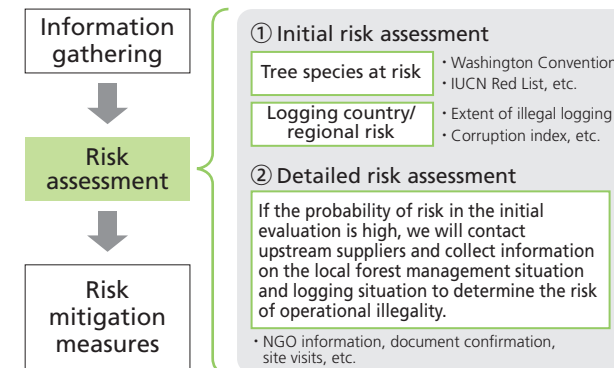 Information
gathering
Risk
assessment
Risk
mitigation
measures
① Initial risk assessment
Tree species at risk
・Washington Convention
・IUCN Red List, etc.
Logging country/
regional risk
・Extent of illegal logging
・Corruption index, etc.
② Detailed risk assessment
If the probability of risk in the initial
evaluation is high, we will contact
upstream suppliers and collect information
on the local forest management situation
and logging situation to determine the risk
of operational illegality.
・NGO information, document confirmation,
site visits, etc.